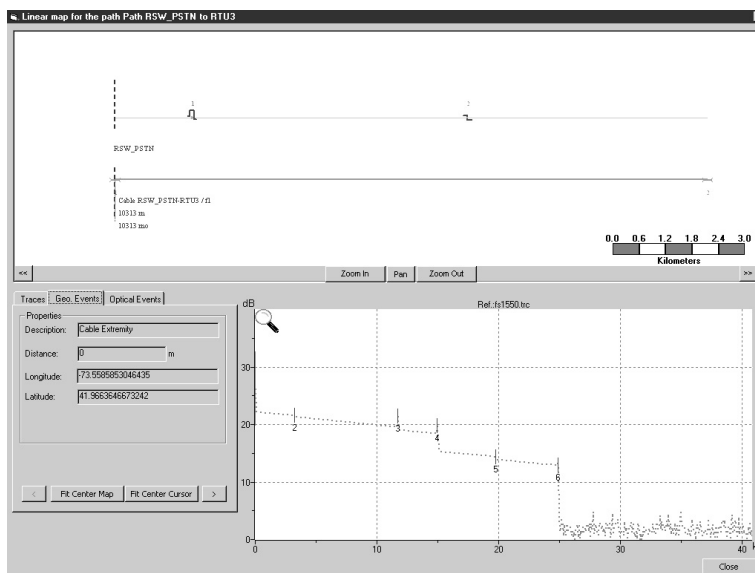 Linear map for the path Path RSW_PSTN to RTU3
1 2
RSW_PSTN
2
Cable RSW_PSTN-RTU3 / f1
10313 m
10313 mo
0.0 0.6 1.2 1.8 2.4 3.0
Kilometers
<< Zoom In Pan Zoom Out >>
Traces Geo. Events Optical Events
Properties
Description: Cable Extremity
Distance: 0 m
Longitude: -73.5585853046435
Latitude: 41.9663646673242
< Fit Center Map Fit Center Cursor >
dB Ref.:fs1550.trc
30
20
10
0
2 3 4 5 6
0 10 20 30 40
Close